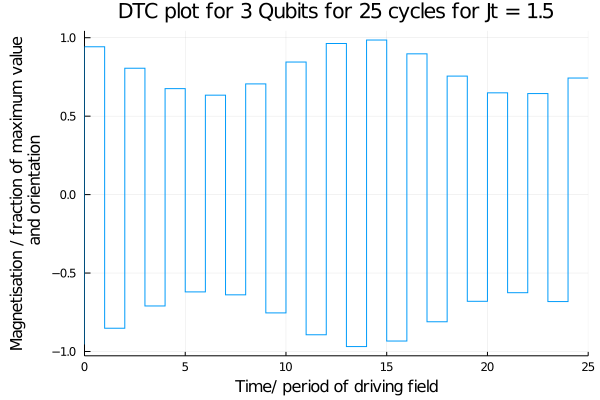 DTC plot for 3 Qubits for 25 cycles for Jt = 1.5
Magnetisation / fraction of maximum value
and orientation
1.0
0.5
0.0
−0.5
−1.0
0
5
10
15
20
25
Time/ period of driving field